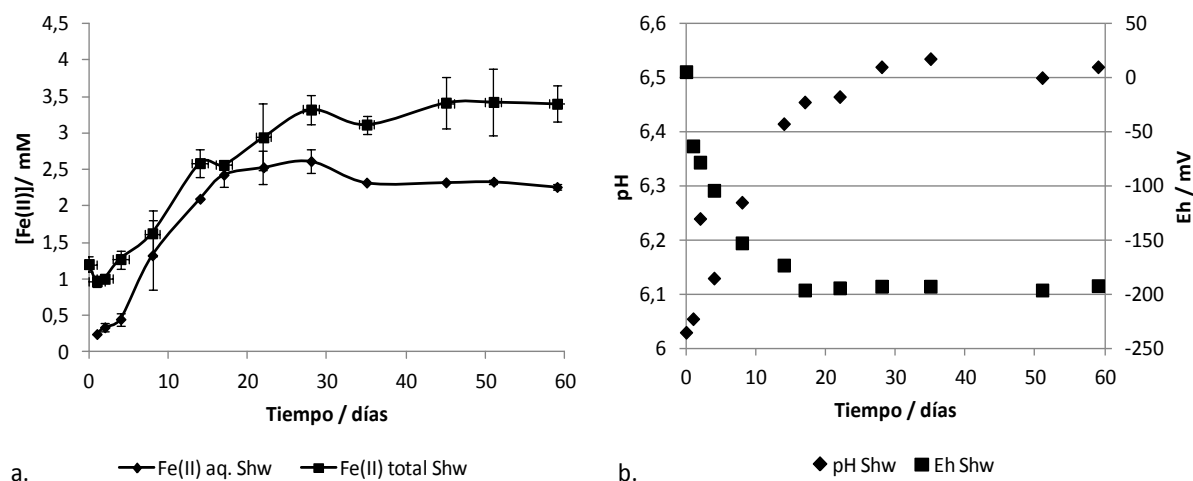 4,5
4
3,5
3
2,5
2
1,5
1
0,5
0
[Fe(II)]/ mM
0 10 20 30 40 50 60
Tiempo / días
Fe(II) aq. Shw Fe(II) total Shw
a.
6,6
6,5
6,4
6,3
6,2
6,1
6
pH
50
0
-50
-100
-150
-200
-250
Eh / mV
0 10 20 30 40 50 60
Tiempo / días
pH Shw Eh Shw
b.